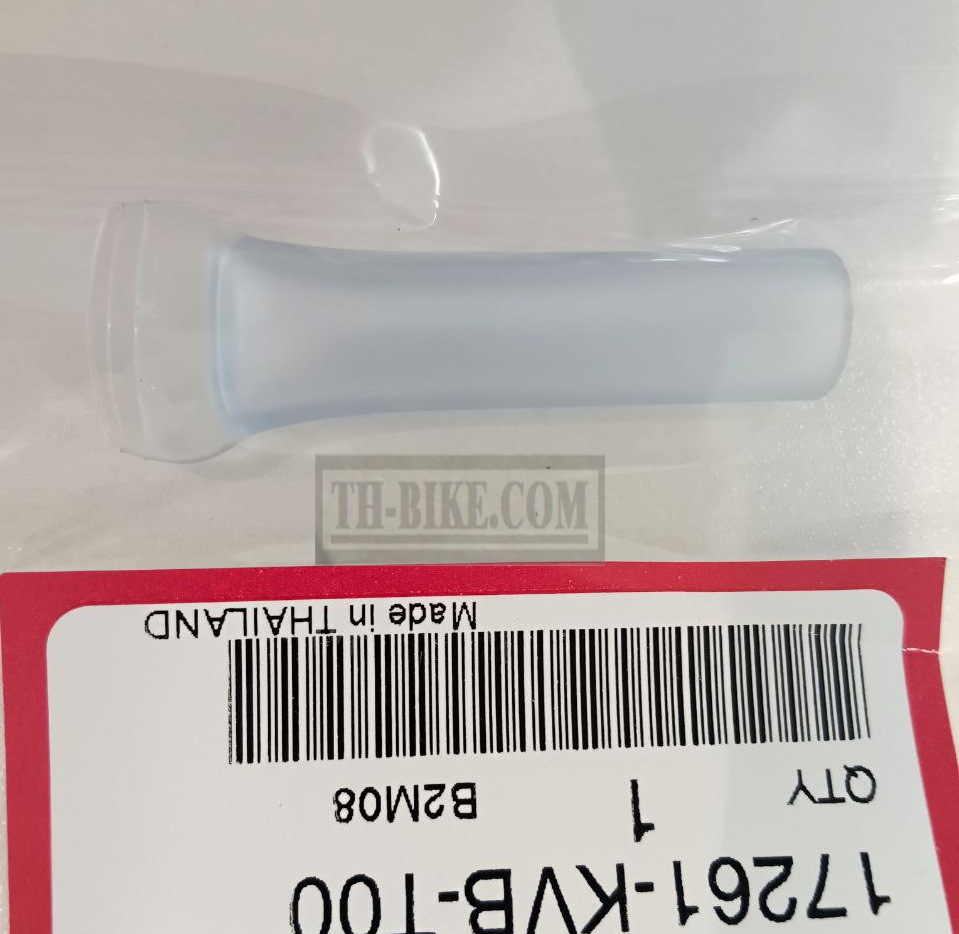 TH-BIKE.COM
17261-KVB-T00
QTY 1 B2M08
Made in THAILAND